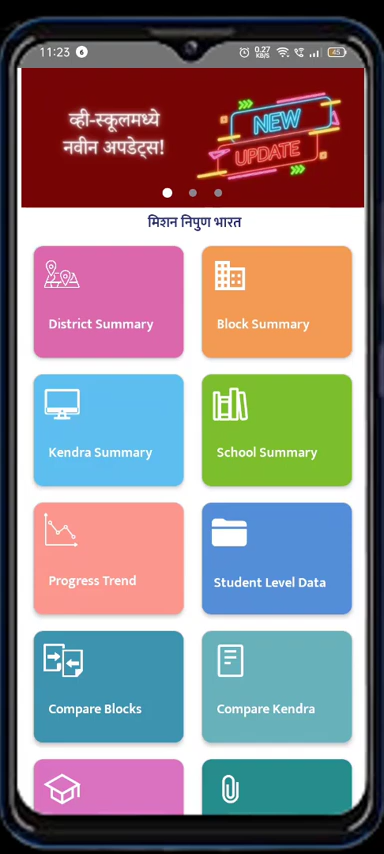 11:23 6 0.27 KB/S 45
व्ही-स्कूलमध्ये
नवीन अपडेट्स!
NEW
UPDATE
मिशन निपुण भारत
District Summary
Block Summary
Kendra Summary
School Summary
Progress Trend
Student Level Data
Compare Blocks
Compare Kendra